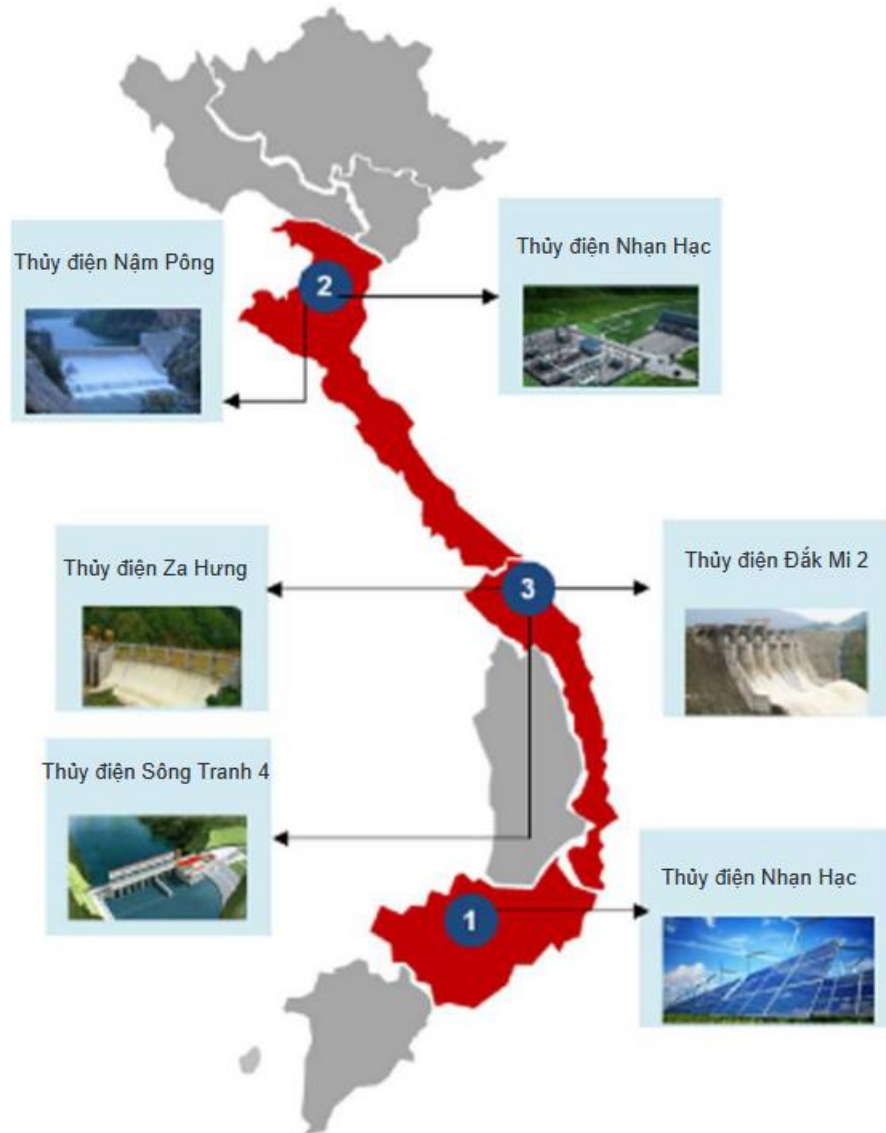 Thủy điện Nậm Pông
Thủy điện Nhạn Hạc
2
Thủy điện Za Hưng
3
Thủy điện Đắk Mi 2
Thủy điện Sông Tranh 4
Thủy điện Nhạn Hạc
1